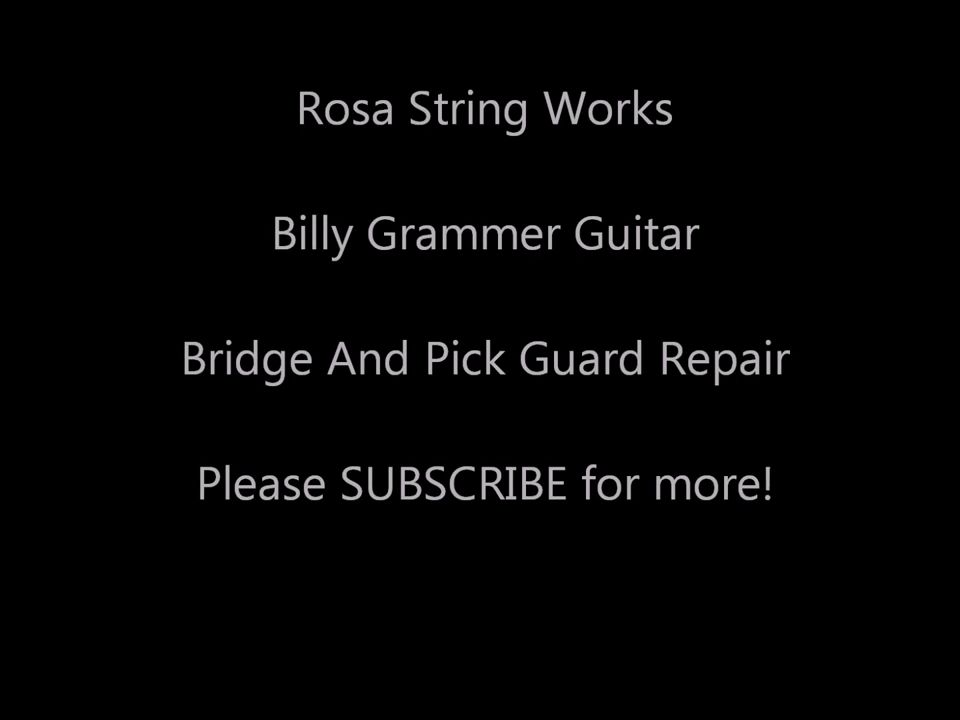 Rosa String Works
Billy Grammer Guitar
Bridge And Pick Guard Repair
Please SUBSCRIBE for more!